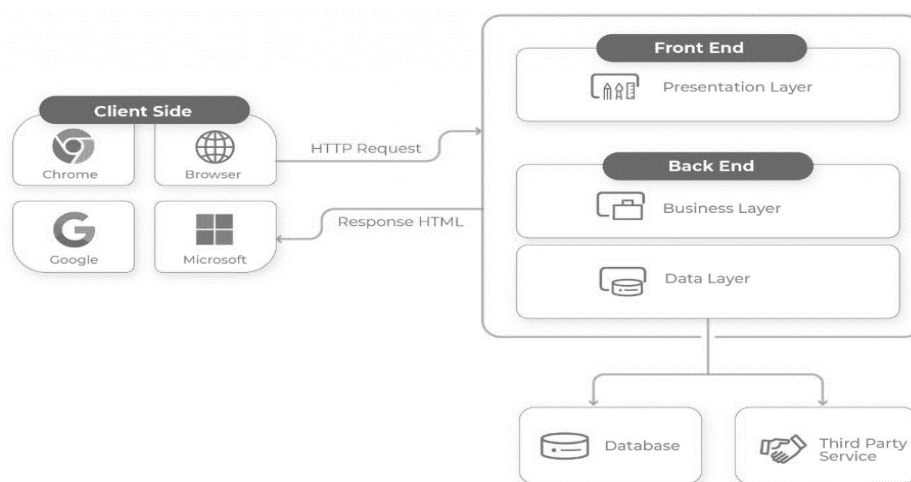 Client Side
Chrome
Browser
Google
Microsoft
HTTP Request
Response HTML
Front End
Presentation Layer
Back End
Business Layer
Data Layer
Database
Third Party
Service